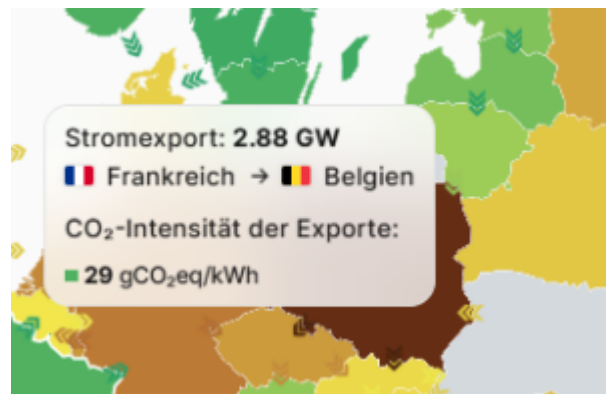 Stromexport: 2.88 GW
Frankreich → Belgien
CO₂-Intensität der Exporte:
29 gCO₂eq/kWh